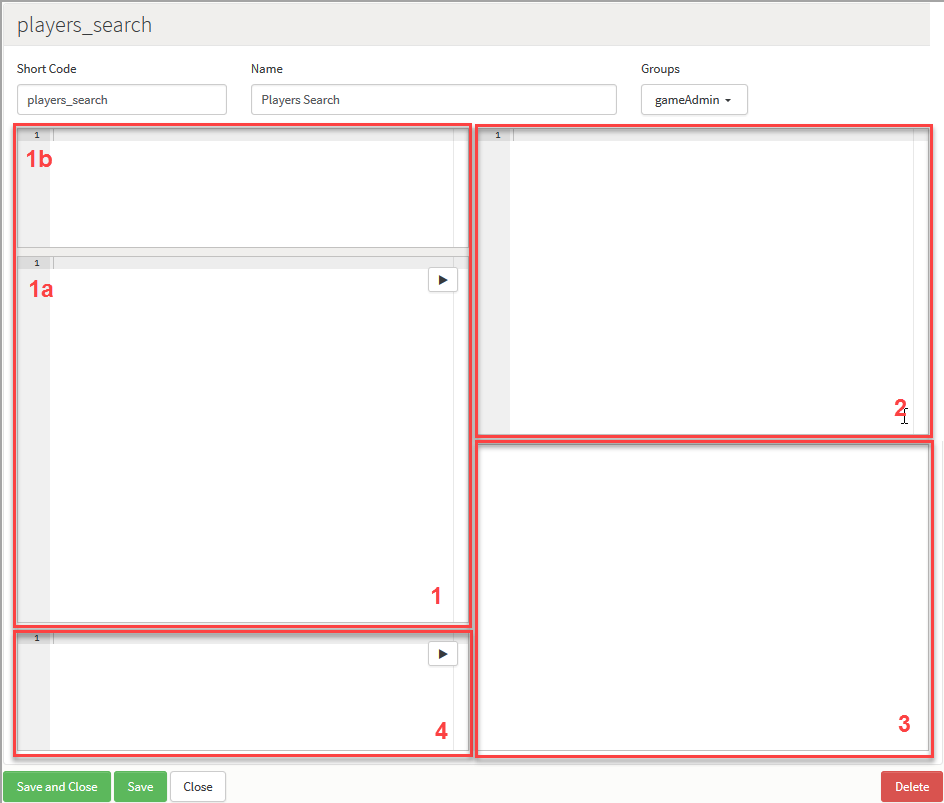 players_search
Short Code
Name
Groups
players_search
Players Search
gameAdmin
1
1b
1
1a
1
1
4
1
2
3
Save and Close
Save
Close
Delete